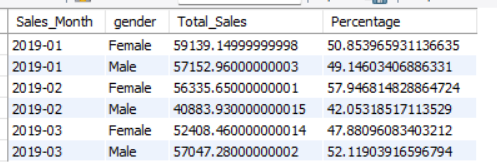 Sales_Month gender Total_Sales Percentage
2019-01 Female 59139.14999999998 50.853965931136635
2019-01 Male 57152.96000000003 49.14603406886331
2019-02 Female 56335.650000000001 57.946814828864724
2019-02 Male 40883.930000000015 42.05318517113529
2019-03 Female 52408.460000000014 47.88096083403212
2019-03 Male 57047.28000000002 52.11903916596794